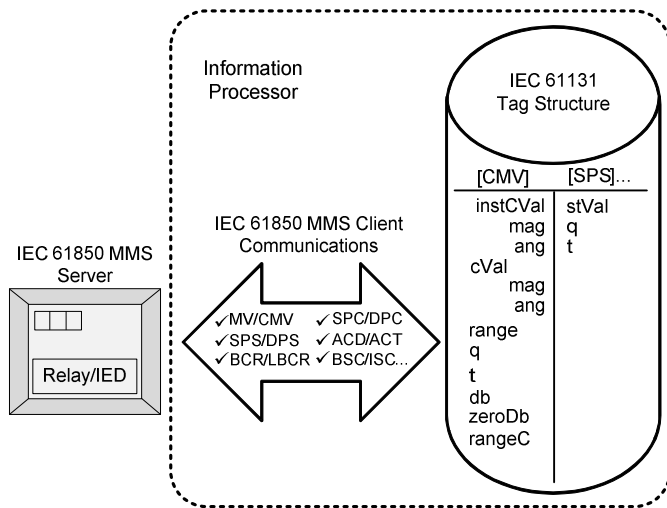 Information
Processor
IEC 61131
Tag Structure
[CMV] [SPS]...
instCVal stVal
mag q
ang t
cVal
mag
ang
range
q
t
db
zeroDb
rangeC
IEC 61850 MMS Client
Communications
✓MV/CMV ✓SPC/DPC
✓SPS/DPS ✓ACD/ACT
✓BCR/LBCR ✓BSC/ISC...
IEC 61850 MMS
Server
Relay/IED